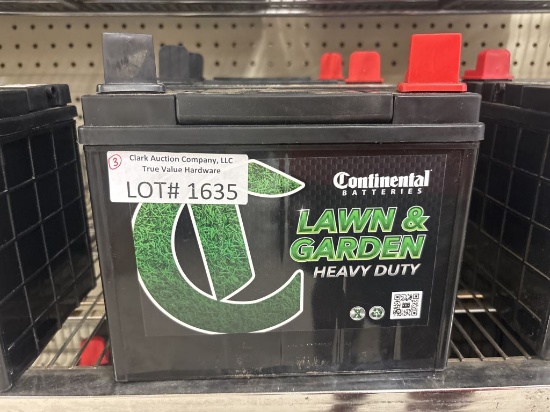 3
Clark Auction Company, LLC
True Value Hardware
LOT# 1635
Continental
BATTERIES
LAWN &
GARDEN
HEAVY DUTY